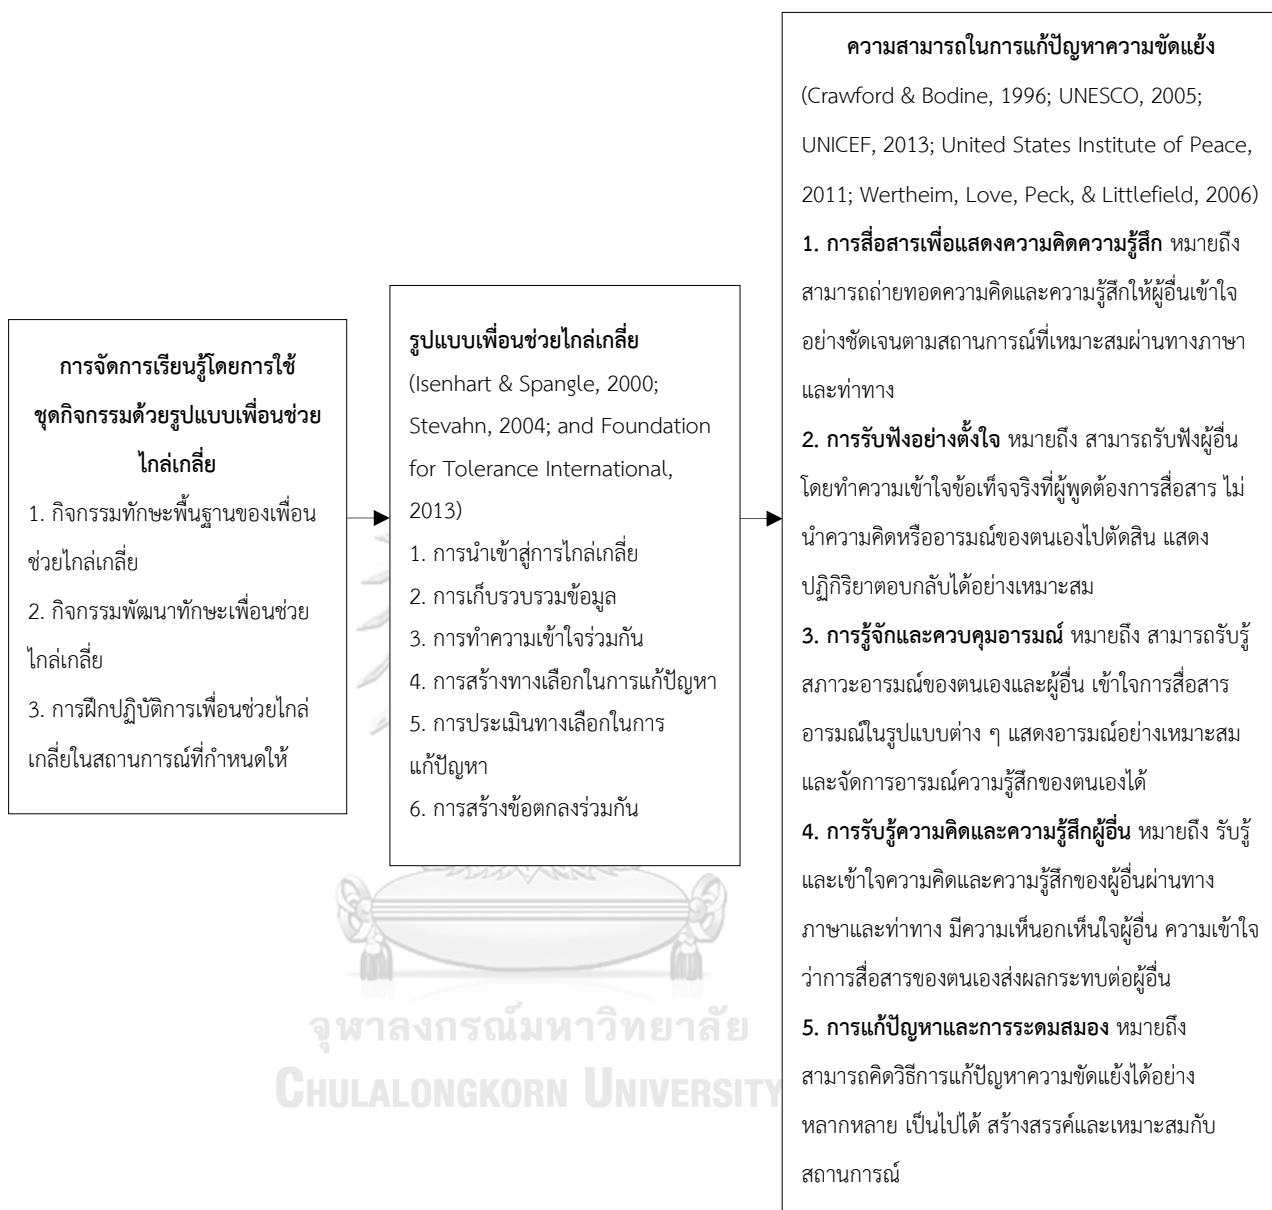 การจัดการเรียนรู้โดยการใช้
ชุดกิจกรรมด้วยรูปแบบเพื่อนช่วย
ไกล่เกลี่ย
1. กิจกรรมทักษะพื้นฐานของเพื่อน
ช่วยไกล่เกลี่ย
2. กิจกรรมพัฒนาทักษะเพื่อนช่วย
ไกล่เกลี่ย
3. การฝึกปฏิบัติการเพื่อนช่วยไกล่
เกลี่ยในสถานการณ์ที่กำหนดให้
รูปแบบเพื่อนช่วยไกล่เกลี่ย
(Isenhart & Spangle, 2000;
Stevahn, 2004; and Foundation
for Tolerance International,
2013)
1. การนำเข้าสู่การไกล่เกลี่ย
2. การเก็บรวบรวมข้อมูล
3. การทำความเข้าใจร่วมกัน
4. การสร้างทางเลือกในการแก้ปัญหา
5. การประเมินทางเลือกในการ
แก้ปัญหา
6. การสร้างข้อตกลงร่วมกัน
ความสามารถในการแก้ปัญหาความขัดแย้ง
(Crawford & Bodine, 1996; UNESCO, 2005;
UNICEF, 2013; United States Institute of Peace,
2011; Wertheim, Love, Peck, & Littlefield, 2006)
1. การสื่อสารเพื่อแสดงความคิดความรู้สึก หมายถึง
สามารถถ่ายทอดความคิดและความรู้สึกให้ผู้อื่นเข้าใจ
อย่างชัดเจนตามสถานการณ์ที่เหมาะสมผ่านทางภาษา
และท่าทาง
2. การรับฟังอย่างตั้งใจ หมายถึง สามารถรับฟังผู้อื่น
โดยทำความเข้าใจข้อเท็จจริงที่ผู้พูดต้องการสื่อสาร ไม่
นำความคิดหรืออารมณ์ของตนเองไปตัดสิน แสดง
ปฏิกิริยาตอบกลับได้อย่างเหมาะสม
3. การรู้จักและควบคุมอารมณ์ หมายถึง สามารถรับรู้
สภาวะอารมณ์ของตนเองและผู้อื่น เข้าใจการสื่อสาร
อารมณ์ในรูปแบบต่าง ๆ แสดงอารมณ์อย่างเหมาะสม
และจัดการอารมณ์ความรู้สึกของตนเองได้
4. การรับรู้ความคิดและความรู้สึกผู้อื่น หมายถึง รับรู้
และเข้าใจความคิดและความรู้สึกของผู้อื่นผ่านทาง
ภาษาและท่าทาง มีความเห็นอกเห็นใจผู้อื่น ความเข้าใจ
ว่าการสื่อสารของตนเองส่งผลกระทบต่อผู้อื่น
5. การแก้ปัญหาและการระดมสมอง หมายถึง
สามารถคิดวิธีการแก้ปัญหาความขัดแย้งได้อย่าง
หลากหลาย เป็นไปได้ สร้างสรรค์และเหมาะสมกับ
สถานการณ์
จุฬาลงกรณ์มหาวิทยาลัย
CHULALONGKORN UNIVERSITY